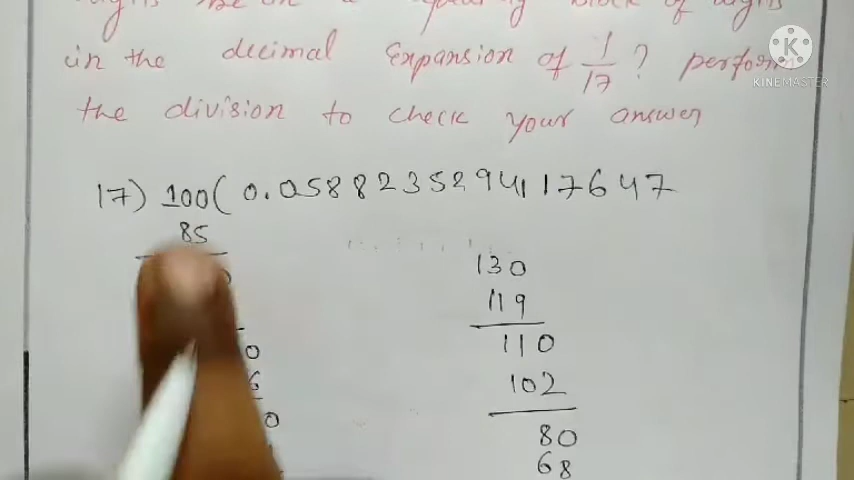 in the decimal Expansion of 1/17 ? perform
KINEMASTER
the division to check your answer
17) 100 ( 0.0588235294117647
85
130
119
110
102
80
68